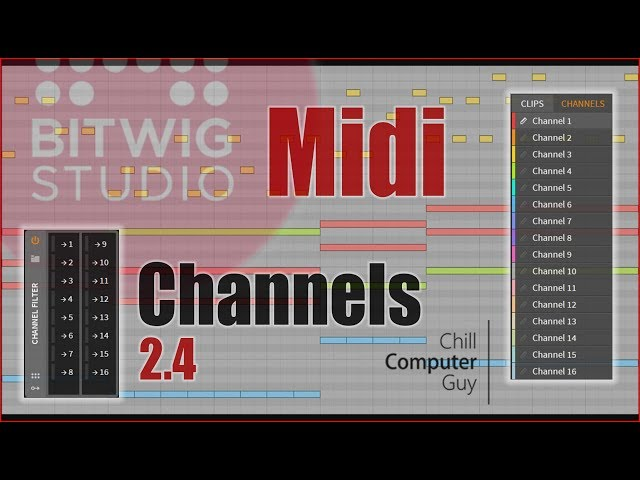 BITWIG
STUDIO
Midi
Channels
2.4
Chill
Computer
Guy
CLIPS CHANNELS
Channel 1
Channel 2
Channel 3
Channel 4
Channel 5
Channel 6
Channel 7
Channel 8
Channel 9
Channel 10
Channel 11
Channel 12
Channel 13
Channel 14
Channel 15
Channel 16
CHANNEL FILTER
→ 1 → 9
→ 2 → 10
→ 3 → 11
→ 4 → 12
→ 5 → 13
→ 6 → 14
→ 7 → 15
→ 8 → 16